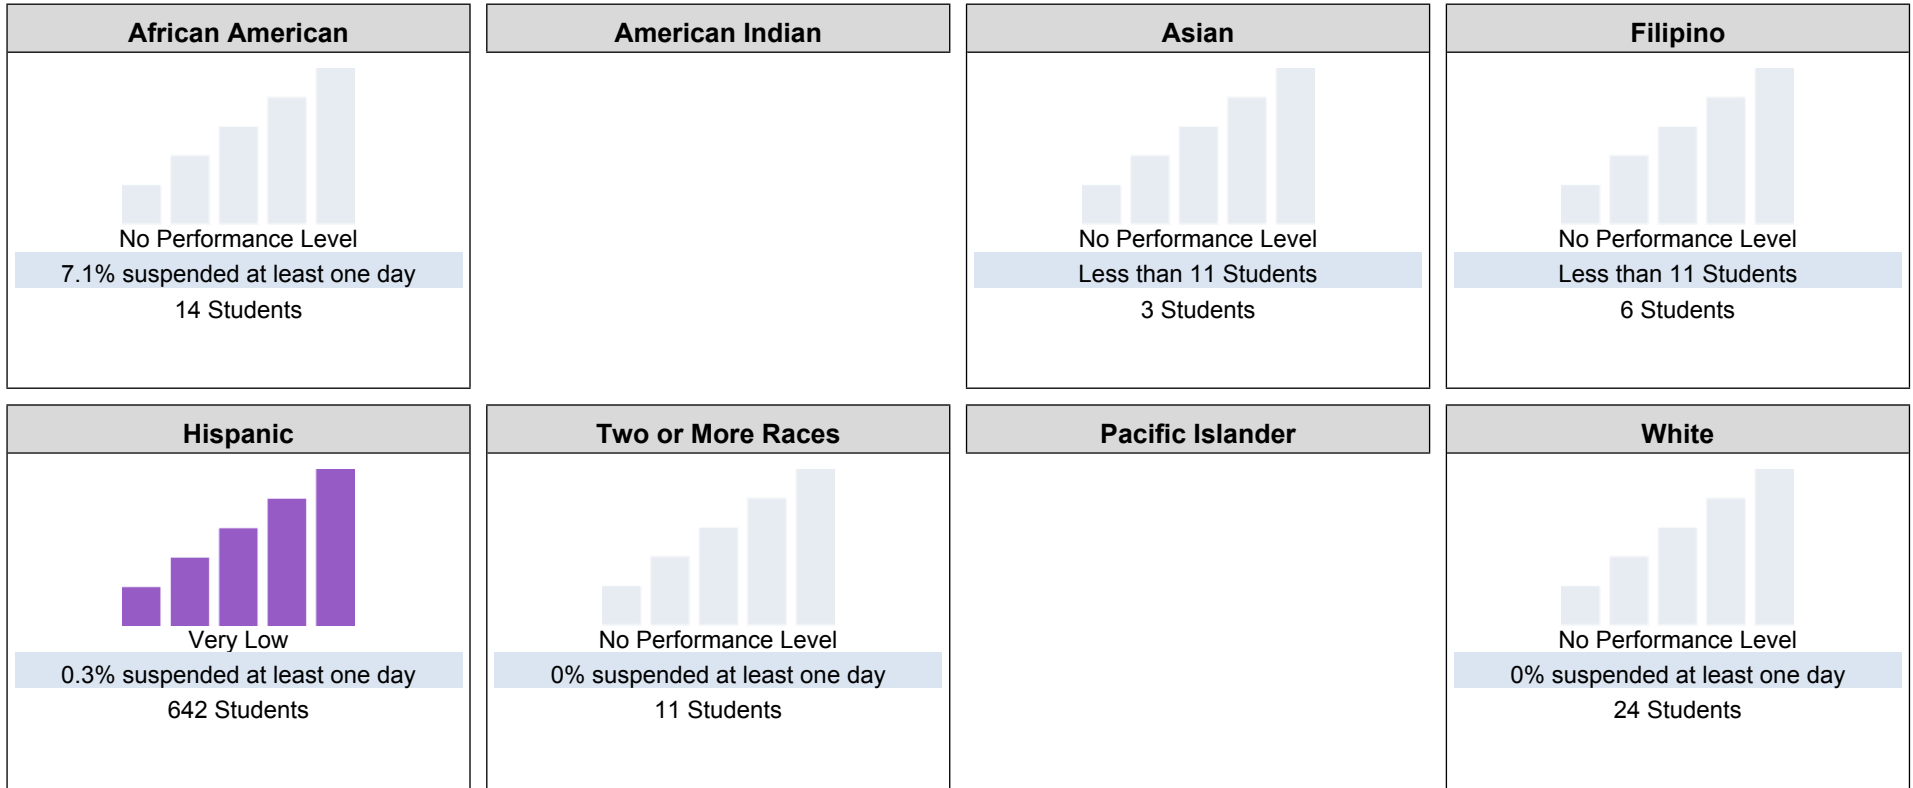 African American
No Performance Level
7.1% suspended at least one day
14 Students
American Indian
Asian
No Performance Level
Less than 11 Students
3 Students
Filipino
No Performance Level
Less than 11 Students
6 Students
Hispanic
Very Low
0.3% suspended at least one day
642 Students
Two or More Races
No Performance Level
0% suspended at least one day
11 Students
Pacific Islander
White
No Performance Level
0% suspended at least one day
24 Students